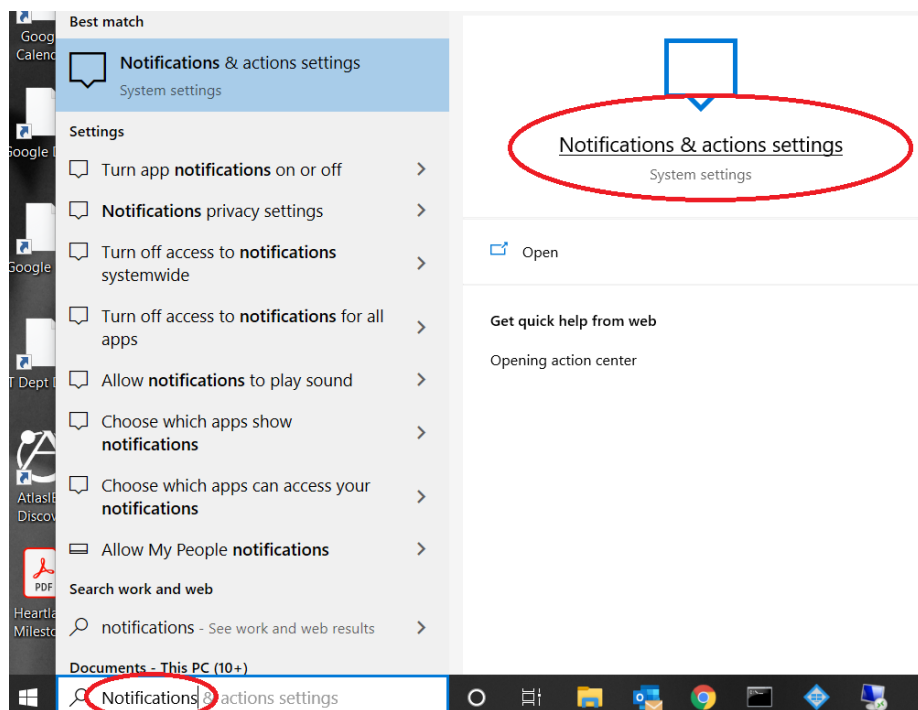 Goog
Calenc
Google
Google
T Dept
AtlasIE
Discov
PDF
Heartla
Milesto
Best match
Notifications & actions settings
System settings
Settings
Turn app notifications on or off
Notifications privacy settings
Turn off access to notifications
systemwide
Turn off access to notifications for all
apps
Allow notifications to play sound
Choose which apps show
notifications
Choose which apps can access your
notifications
Allow My People notifications
Search work and web
notifications - See work and web results
Documents - This PC (10+)
Notifications & actions settings
Notifications & actions settings
System settings
Open
Get quick help from web
Opening action center